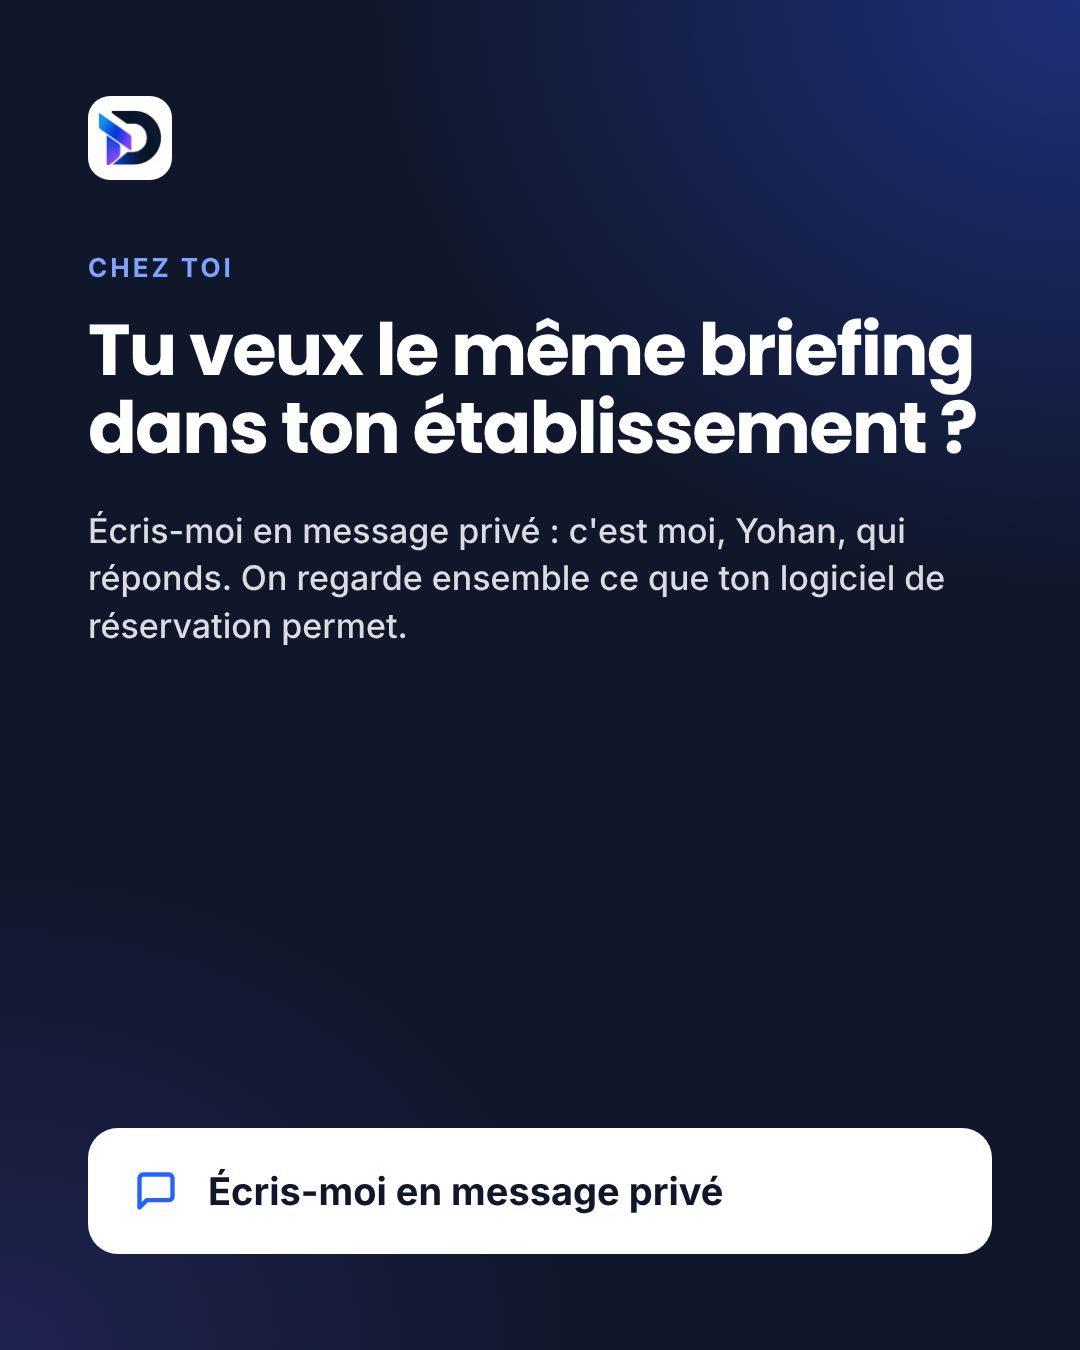 CHEZ TOI
Tu veux le même briefing
dans ton établissement ?
Écris-moi en message privé : c'est moi, Yohan, qui
réponds. On regarde ensemble ce que ton logiciel de
réservation permet.
Écris-moi en message privé